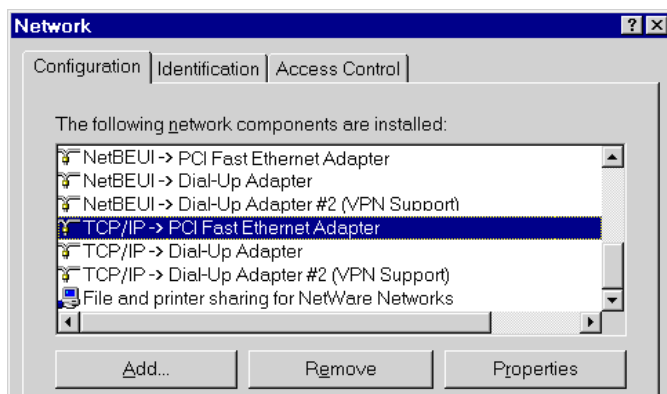 Network
Configuration Identification Access Control
The following network components are installed:
NetBEUI -> PCI Fast Ethernet Adapter
NetBEUI -> Dial-Up Adapter
NetBEUI -> Dial-Up Adapter #2 (VPN Support)
TCP/IP -> PCI Fast Ethernet Adapter
TCP/IP -> Dial-Up Adapter
TCP/IP -> Dial-Up Adapter #2 (VPN Support)
File and printer sharing for NetWare Networks
Add... Remove Properties